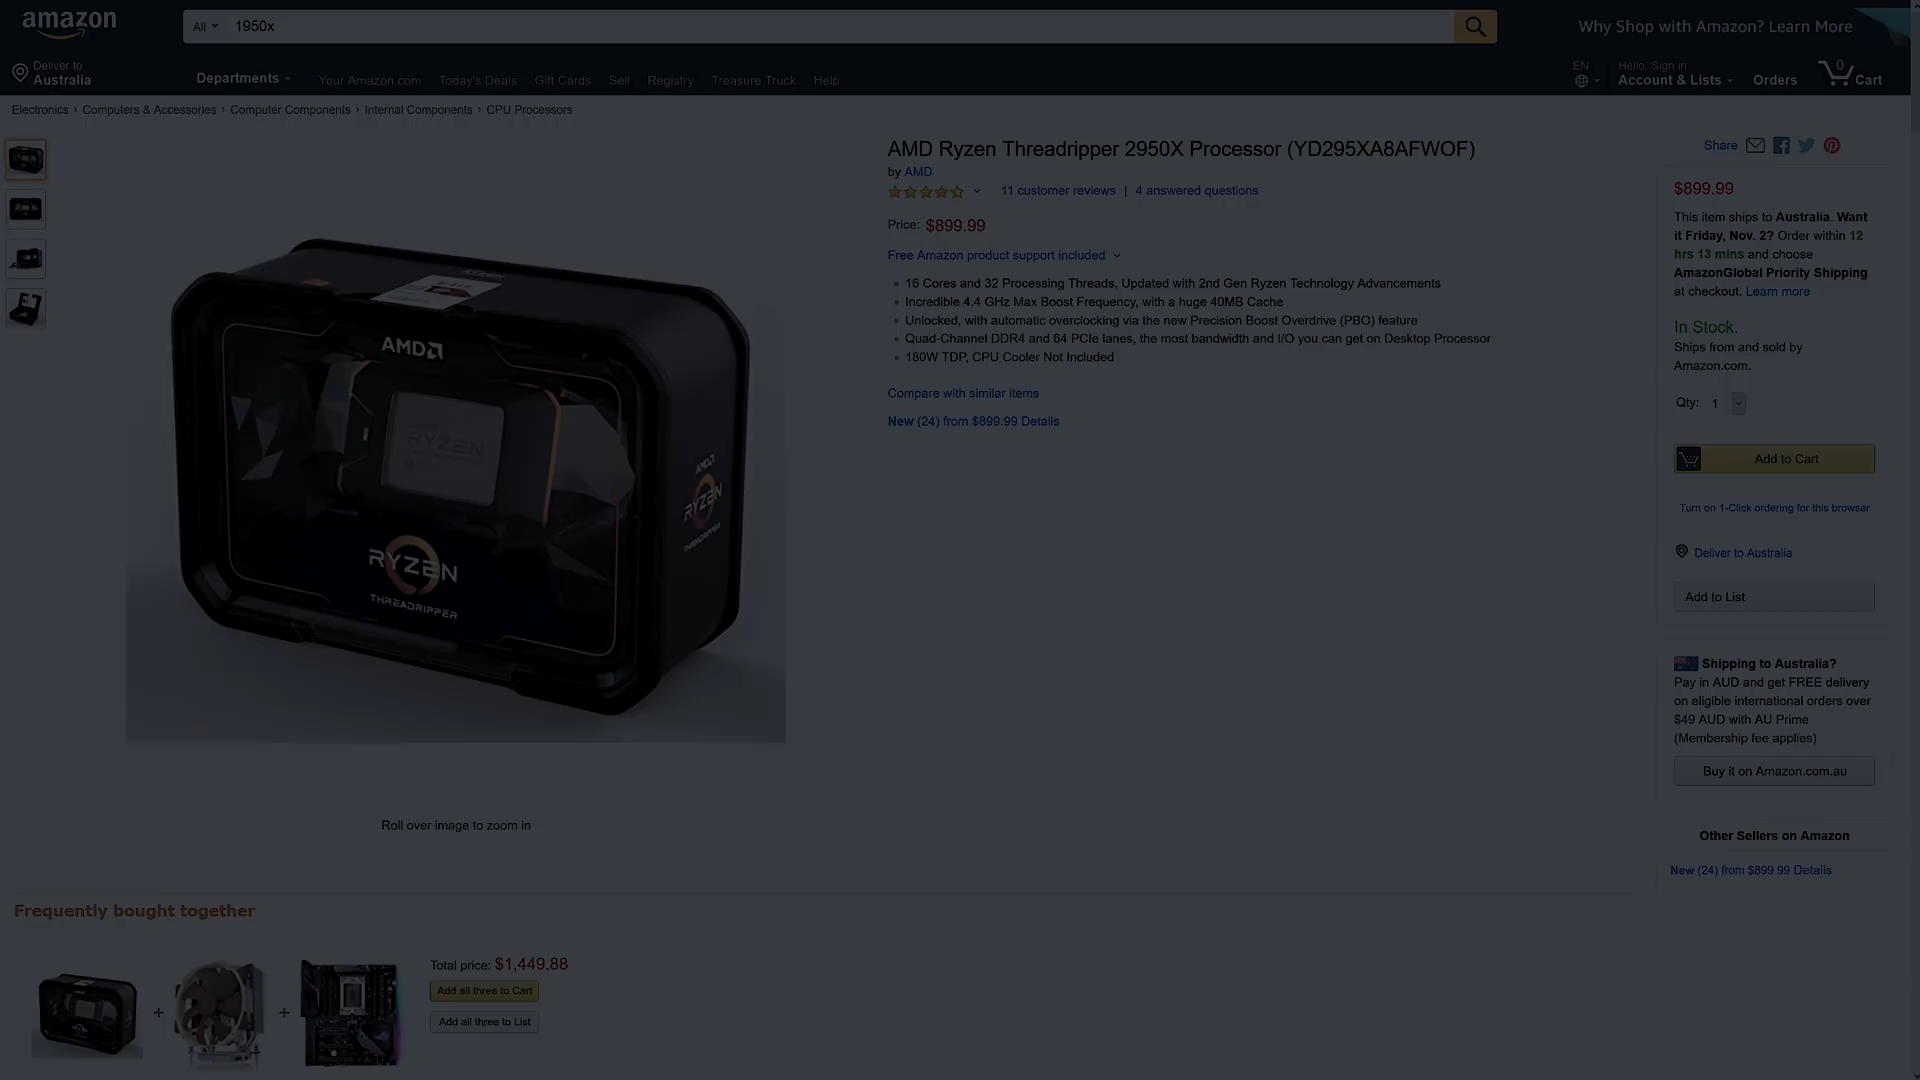 amazon
All
1950x
Why Shop with Amazon? Learn More
Deliver to
Australia
Departments
Your Amazon.com
Today's Deals
Gift Cards
Sell
Registry
Treasure Truck
Help
EN
Hello. Sign in
Account & Lists
Orders
0
Cart
Electronics › Computers & Accessories › Computer Components › Internal Components › CPU Processors
AMD
RYZEN
RYZEN
THREADRIPPER
AMD
RYZEN
THREADRIPPER
Roll over image to zoom in
AMD Ryzen Threadripper 2950X Processor (YD295XA8AFWOF)
by AMD
11 customer reviews | 4 answered questions
Price: $899.99
Free Amazon product support included
16 Cores and 32 Processing Threads, Updated with 2nd Gen Ryzen Technology Advancements
Incredible 4.4 GHz Max Boost Frequency, with a huge 40MB Cache
Unlocked, with automatic overclocking via the new Precision Boost Overdrive (PBO) feature
Quad-Channel DDR4 and 64 PCIe lanes, the most bandwidth and I/O you can get on Desktop Processor
180W TDP, CPU Cooler Not Included
Compare with similar items
New (24) from $899.99 Details
Share
$899.99
This item ships to Australia. Want
it Friday, Nov. 2? Order within 12
hrs 13 mins and choose
AmazonGlobal Priority Shipping
at checkout. Learn more
In Stock.
Ships from and sold by
Amazon.com.
Qty: 1
Add to Cart
Turn on 1-Click ordering for this browser
Deliver to Australia
Add to List
Shipping to Australia?
Pay in AUD and get FREE delivery
on eligible international orders over
$49 AUD with AU Prime
(Membership fee applies)
Buy it on Amazon.com.au
Other Sellers on Amazon
New (24) from $899.99 Details
Frequently bought together
+
+
Total price: $1,449.88
Add all three to Cart
Add all three to List